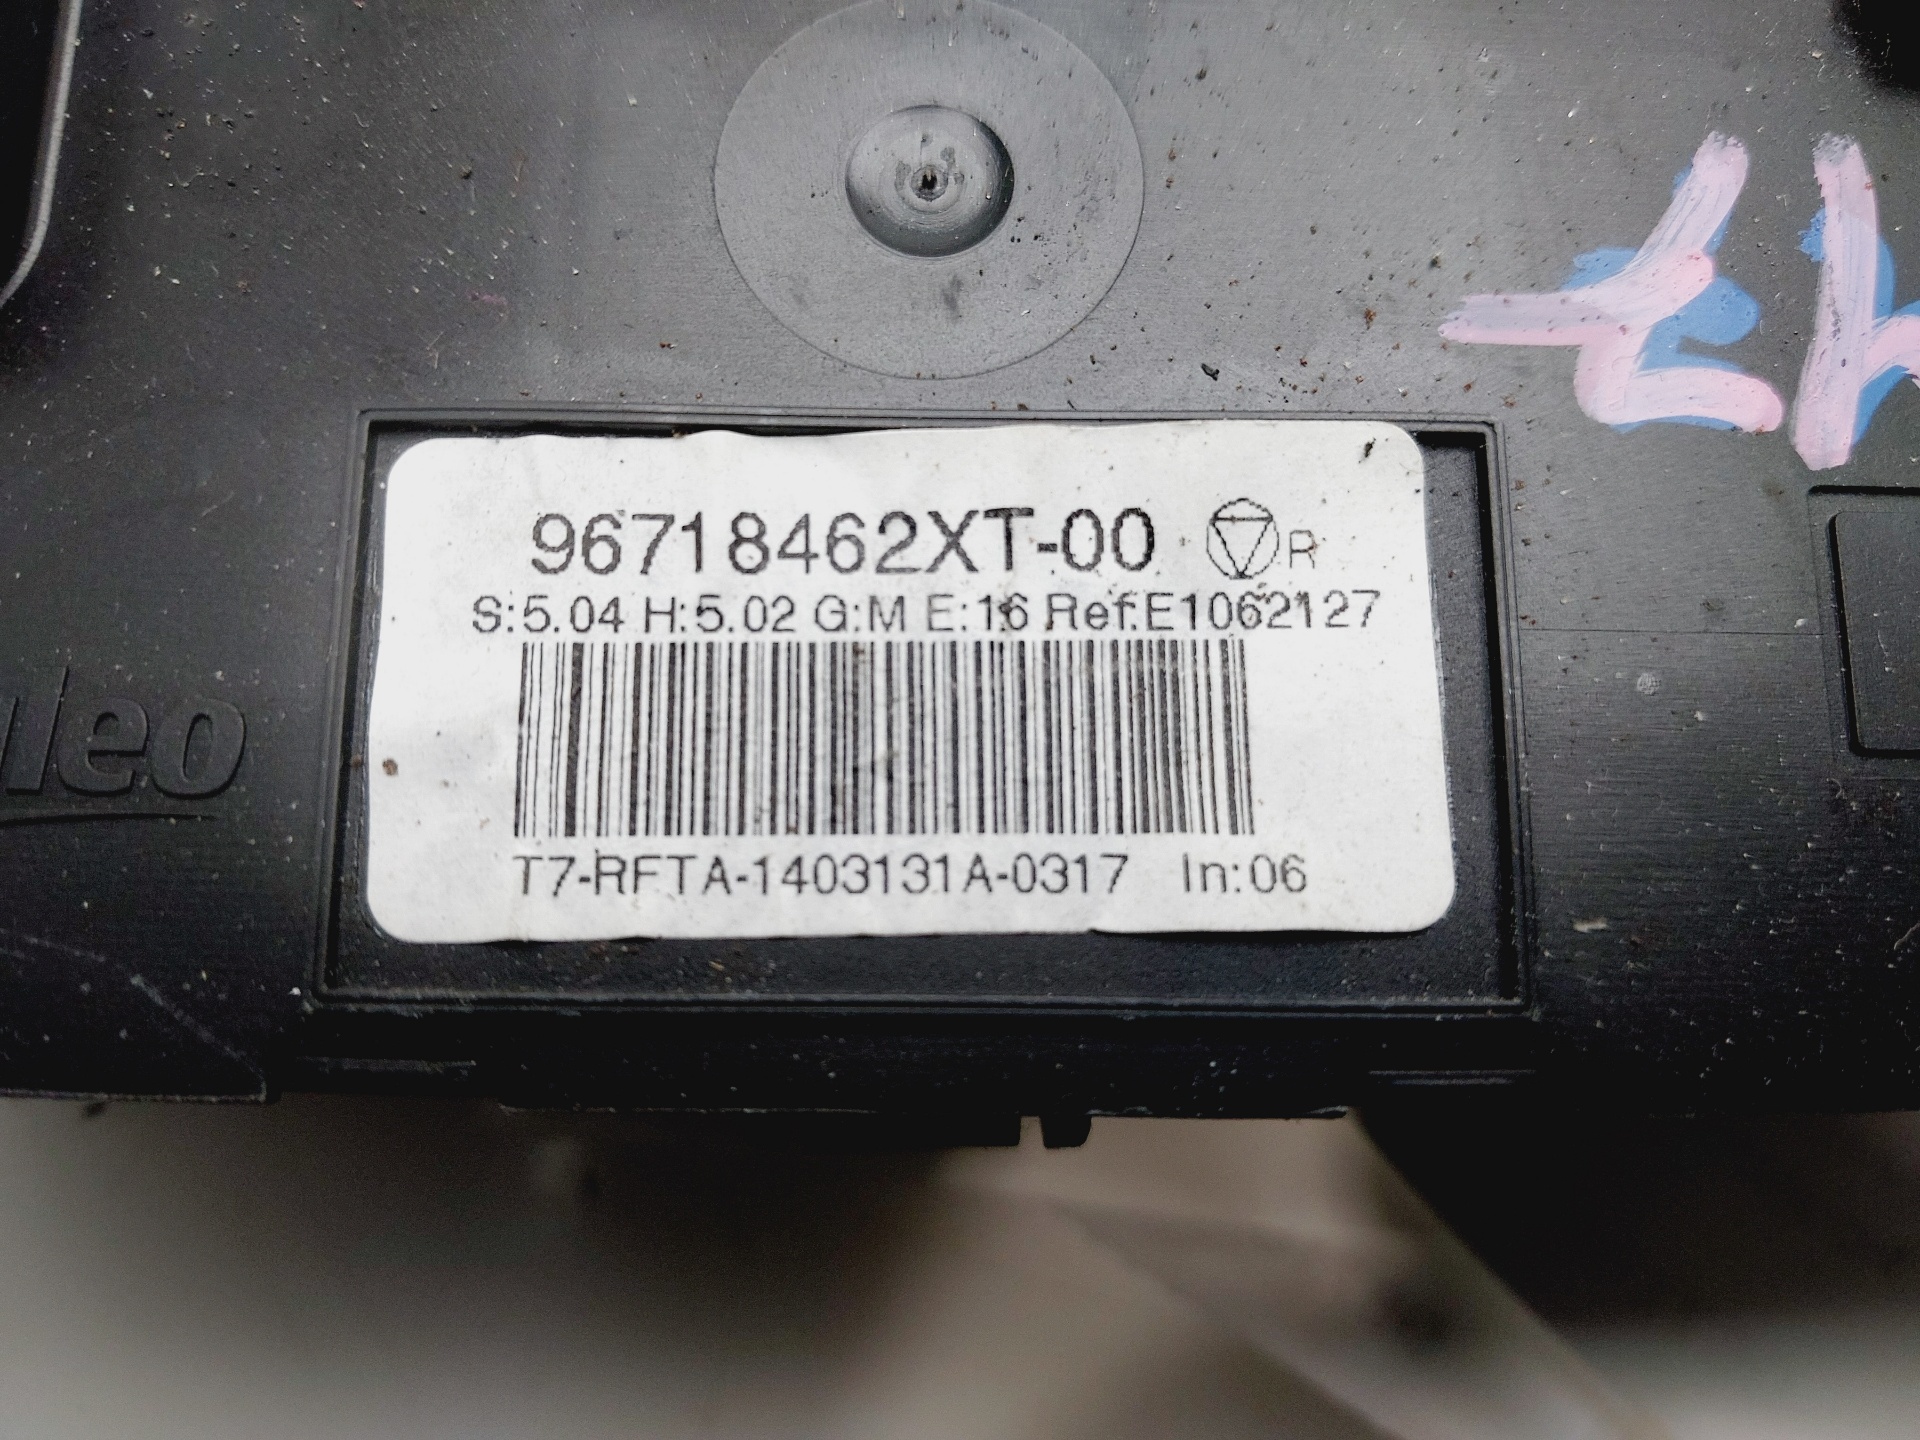 96718462XT-00 R
S:5.04 H:5.02 G:M E:16 Ref:E1062127
T7-RFTA-1403131A-0317 In:06